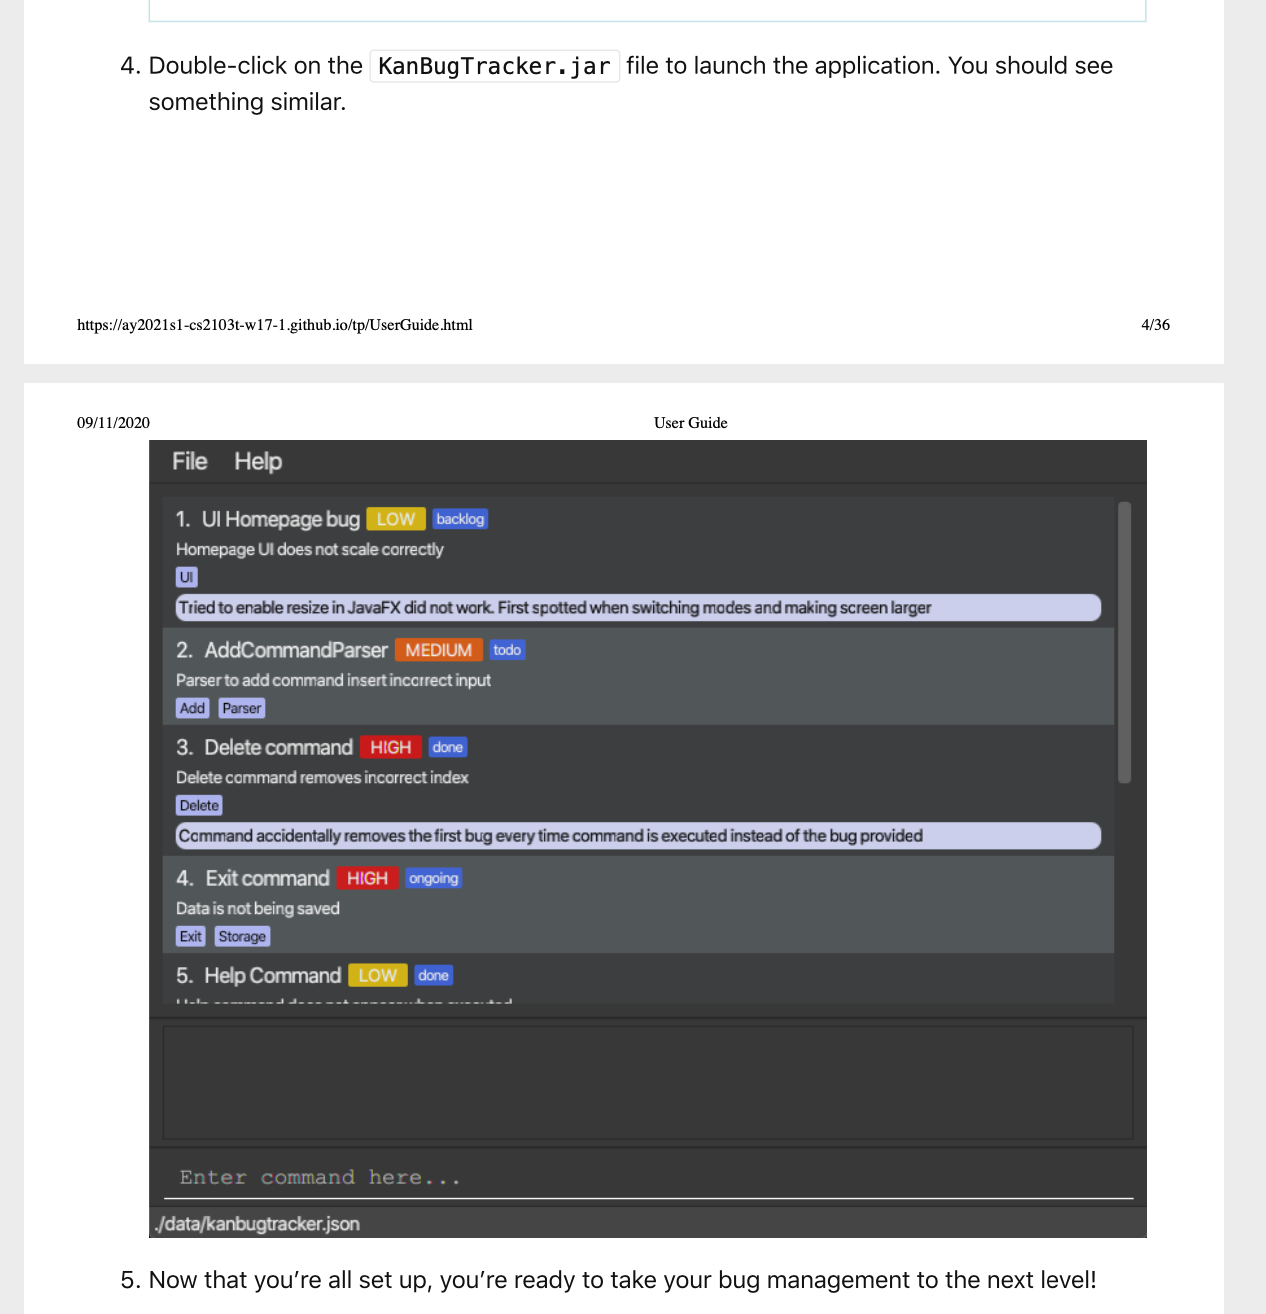 4. Double-click on the KanBugTracker.jar file to launch the application. You should see
something similar.
https://ay2021s1-cs2103t-w17-1.github.io/tp/UserGuide.html 4/36
09/11/2020 User Guide
File Help
1. UI Homepage bug LOW backlog
Homepage UI does not scale correctly
UI
Tried to enable resize in JavaFX did not work. First spotted when switching modes and making screen larger
2. AddCommandParser MEDIUM todo
Parser to add command insert incorrect input
Add Parser
3. Delete command HIGH done
Delete command removes incorrect index
Delete
Command accidentally removes the first bug every time command is executed instead of the bug provided
4. Exit command HIGH ongoing
Data is not being saved
Exit Storage
5. Help Command LOW done
Help command does not appear when executed
Enter command here...
./data/kanbugtracker.json
5. Now that you’re all set up, you’re ready to take your bug management to the next level!